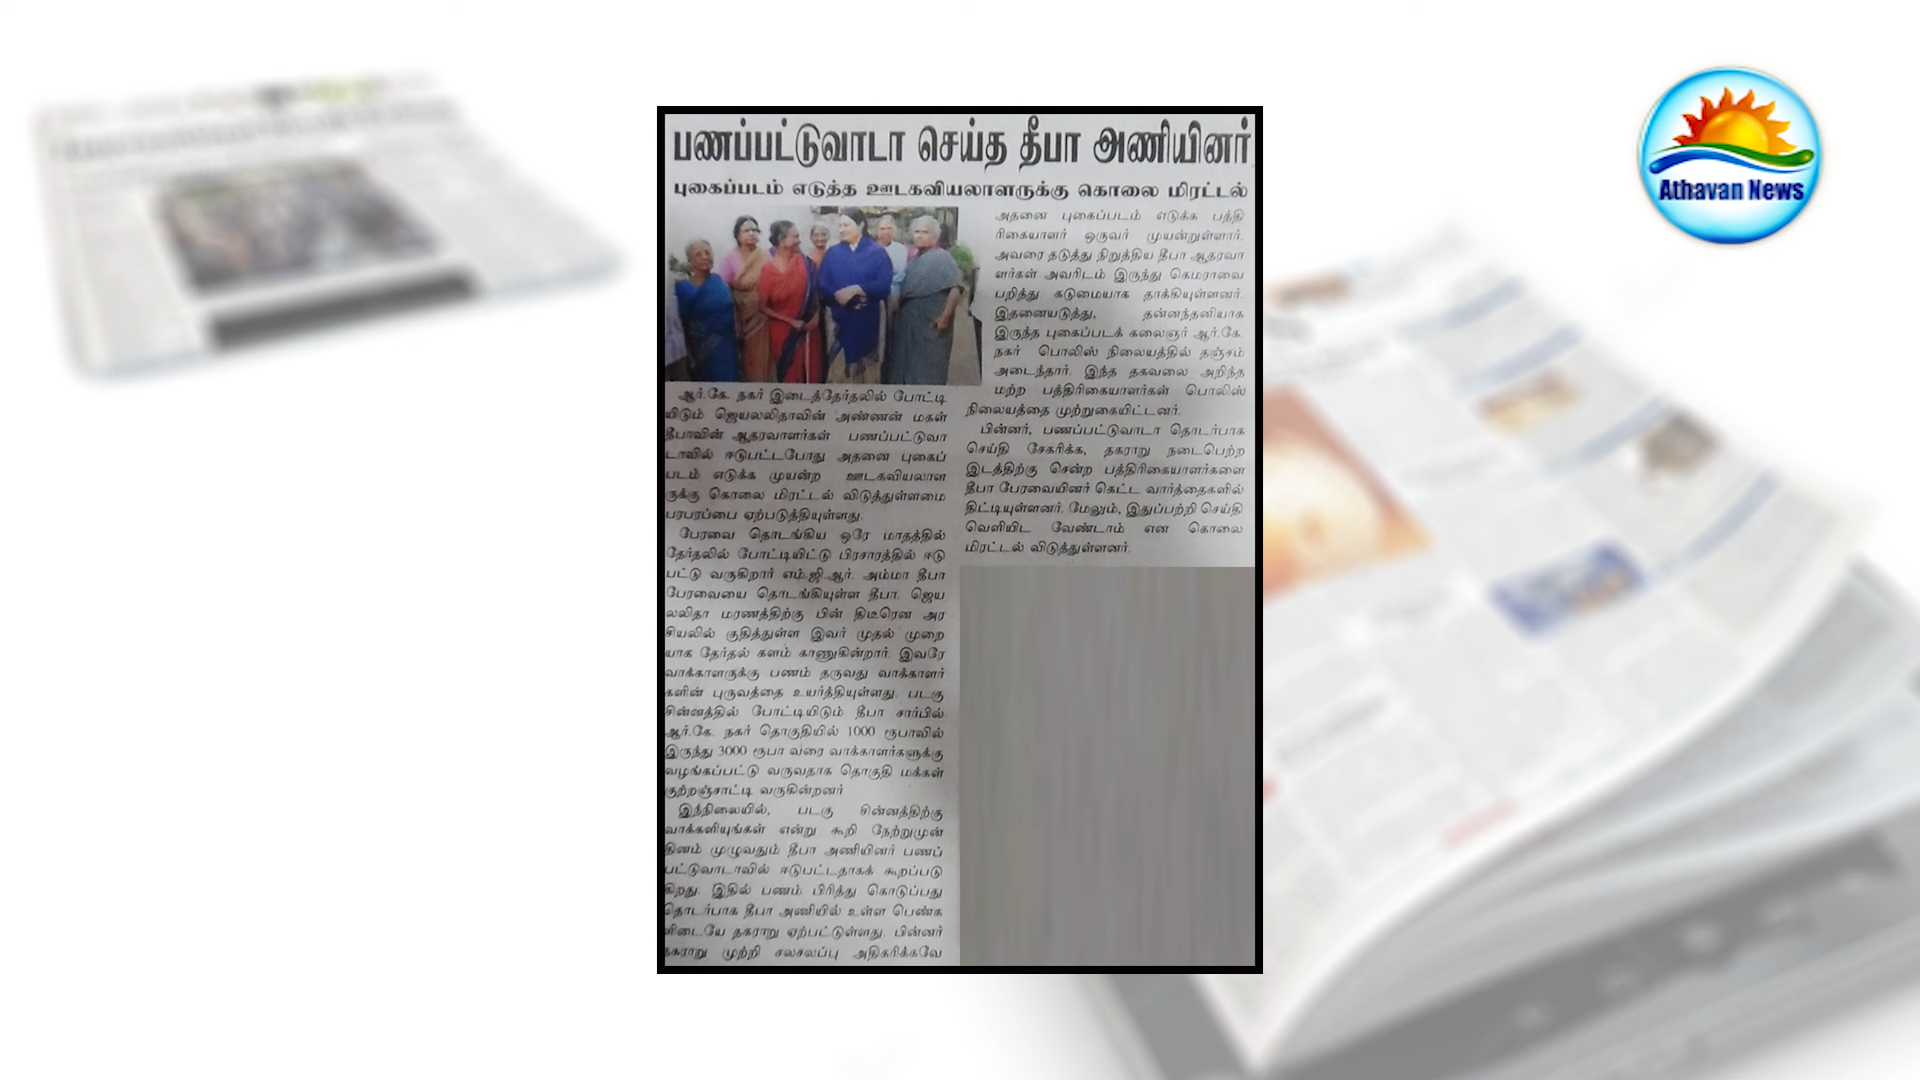 பணப்பட்டுவாடா செய்த தீபா அணியினர்
புகைப்படம் எடுத்த ஊடகவியலாளருக்கு கொலை மிரட்டல்
ஆர்.கே. நகர் இடைத்தேர்தலில் போட்டி
யிடும் ஜெயலலிதாவின் அண்ணன் மகள்
தீபாவின் ஆதரவாளர்கள் பணப்பட்டுவா
டாவில் ஈடுபட்டபோது அதனை புகைப்
படம் எடுக்க முயன்ற ஊடகவியலாள
ருக்கு கொலை மிரட்டல் விடுத்துள்ளமை
பரபரப்பை ஏற்படுத்தியுள்ளது.
பேரவை தொடங்கிய ஒரே மாதத்தில்
தேர்தலில் போட்டியிட்டு பிரசாரத்தில் ஈடு
பட்டு வருகிறார் எம்.ஜி.ஆர். அம்மா தீபா
பேரவையை தொடங்கியுள்ள தீபா. ஜெய
லலிதா மரணத்திற்கு பின் திடீரென அர
சியலில் குதித்துள்ள இவர் முதல் முறை
யாக தேர்தல் களம் காணுகின்றார். இவரே
வாக்காளருக்கு பணம் தருவது வாக்காளர்
களின் புருவத்தை உயர்த்தியுள்ளது. படகு
சின்னத்தில் போட்டியிடும் தீபா சார்பில்
ஆர்.கே. நகர் தொகுதியில் 1000 ரூபாவில்
இருந்து 3000 ரூபா வரை வாக்காளர்களுக்கு
வழங்கப்பட்டு வருவதாக தொகுதி மக்கள்
குற்றஞ்சாட்டி வருகின்றனர்
இந்நிலையில், படகு சின்னத்திற்கு
வாக்களியுங்கள் என்று கூறி நேற்றுமுன்
தினம் முழுவதும் தீபா அணியினர் பணப்
பட்டுவாடாவில் ஈடுபட்டதாகக் கூறப்படு
கிறது. இதில் பணம் பிரித்து கொடுப்பது
தொடர்பாக தீபா அணியில் உள்ள பெண்க
ளிடையே தகராறு ஏற்பட்டுள்ளது. பின்னர்
தகராறு முற்றி சலசலப்பு அதிகரிக்கவே
அதனை புகைப்படம் எடுக்க பத்தி
ரிகையாளர் ஒருவர் முயன்றுள்ளார்.
அவரை தடுத்து நிறுத்திய தீபா ஆதரவா
ளர்கள் அவரிடம் இருந்து கெமராவை
பறித்து கடுமையாக தாக்கியுள்ளனர்.
இதனையடுத்து, தன்னந்தனியாக
இருந்த புகைப்படக் கலைஞர் ஆர்.கே.
நகர் பொலிஸ் நிலையத்தில் தஞ்சம்
அடைந்தார். இந்த தகவலை அறிந்த
மற்ற பத்திரிகையாளர்கள் பொலிஸ்
நிலையத்தை முற்றுகையிட்டனர்.
பின்னர், பணப்பட்டுவாடா தொடர்பாக
செய்தி சேகரிக்க, தகராறு நடைபெற்ற
இடத்திற்கு சென்ற பத்திரிகையாளர்களை
தீபா பேரவையினர் கெட்ட வார்த்தைகளில்
திட்டியுள்ளனர். மேலும், இதுப்பற்றி செய்தி
வெளியிட வேண்டாம் என கொலை
மிரட்டல் விடுத்துள்ளனர்.
Athavan News